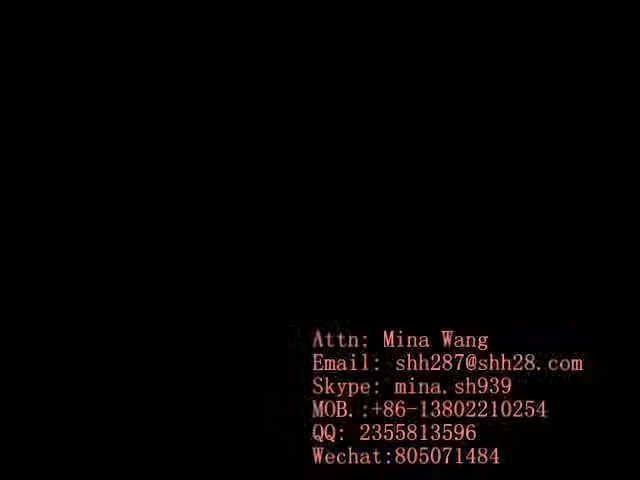 Attn: Mina Wang
Email: shh287@shh28.com
Skype: mina.sh939
MOB.:+86-13802210254
QQ: 2355813596
Wechat:805071484